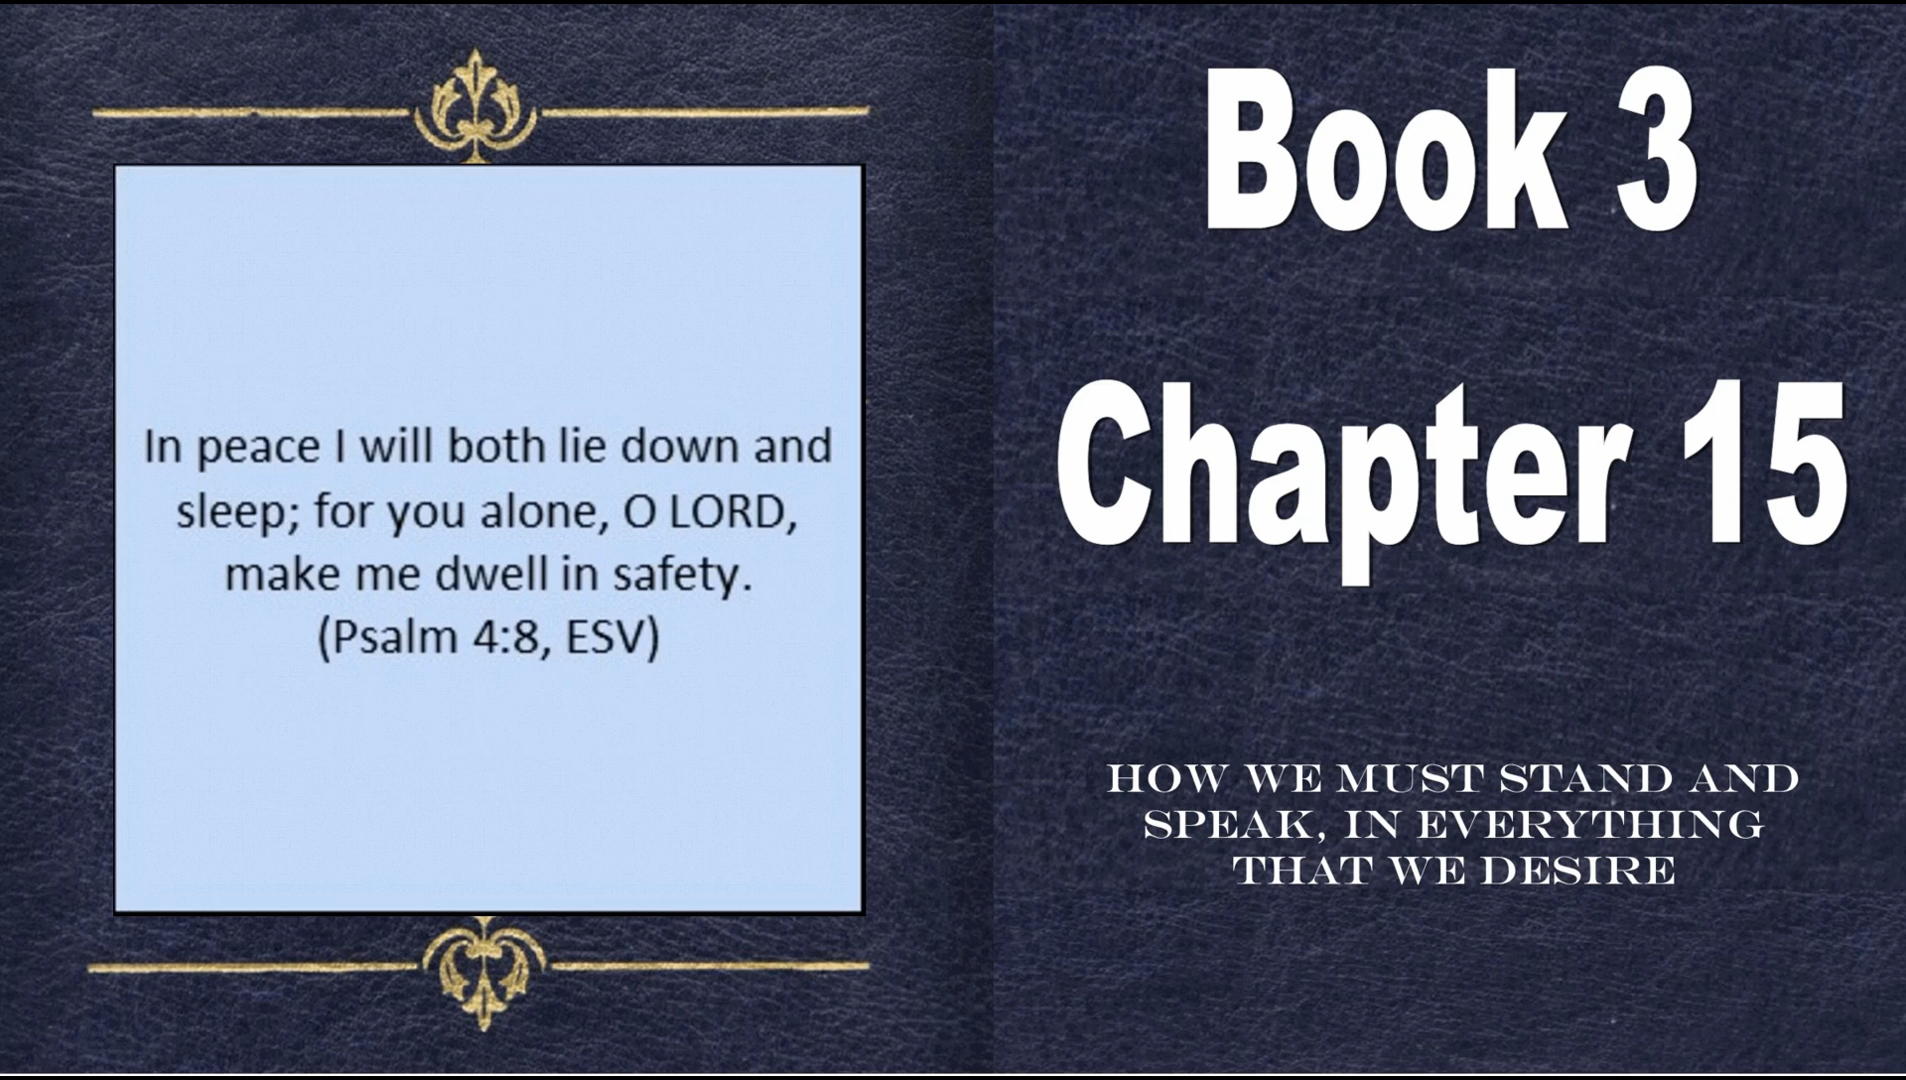 In peace I will both lie down and
sleep; for you alone, O LORD,
make me dwell in safety.
(Psalm 4:8, ESV)
Book 3
Chapter 15
HOW WE MUST STAND AND
SPEAK, IN EVERYTHING
THAT WE DESIRE